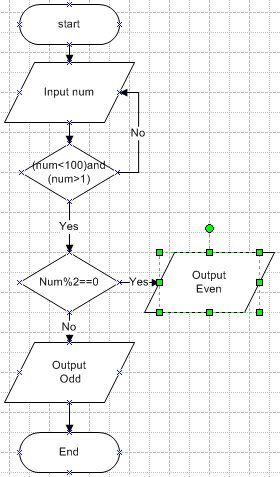 start
Input num
No
(num<100)and
(num>1)
Yes
Num%2==0
Yes
Output
Even
No
Output
Odd
End